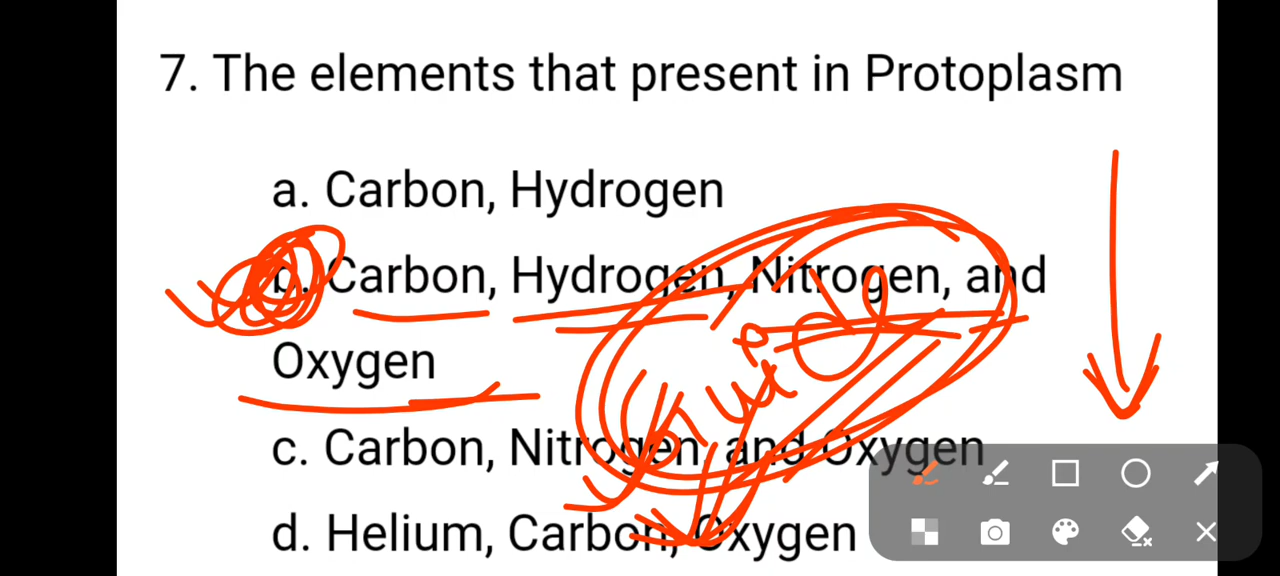 7. The elements that present in Protoplasm
a. Carbon, Hydrogen
b. Carbon, Hydrogen, Nitrogen, and
Oxygen
c. Carbon, Nitrogen, and Oxygen
d. Helium, Carbon, Oxygen